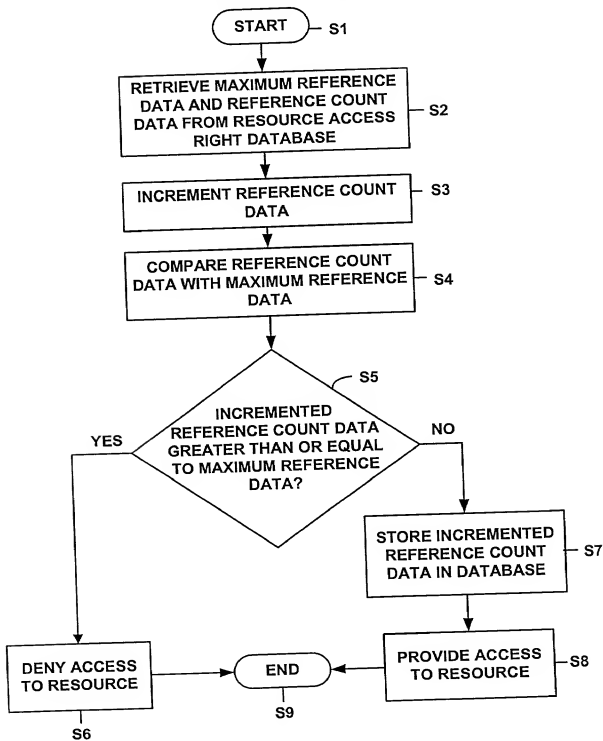 START
S1
RETRIEVE MAXIMUM REFERENCE
DATA AND REFERENCE COUNT
DATA FROM RESOURCE ACCESS
RIGHT DATABASE
S2
INCREMENT REFERENCE COUNT
DATA
S3
COMPARE REFERENCE COUNT
DATA WITH MAXIMUM REFERENCE
DATA
S4
S5
INCREMENTED
REFERENCE COUNT DATA
GREATER THAN OR EQUAL
TO MAXIMUM REFERENCE
DATA?
YES
NO
STORE INCREMENTED
REFERENCE COUNT
DATA IN DATABASE
S7
DENY ACCESS
TO RESOURCE
S6
END
S9
PROVIDE ACCESS
TO RESOURCE
S8